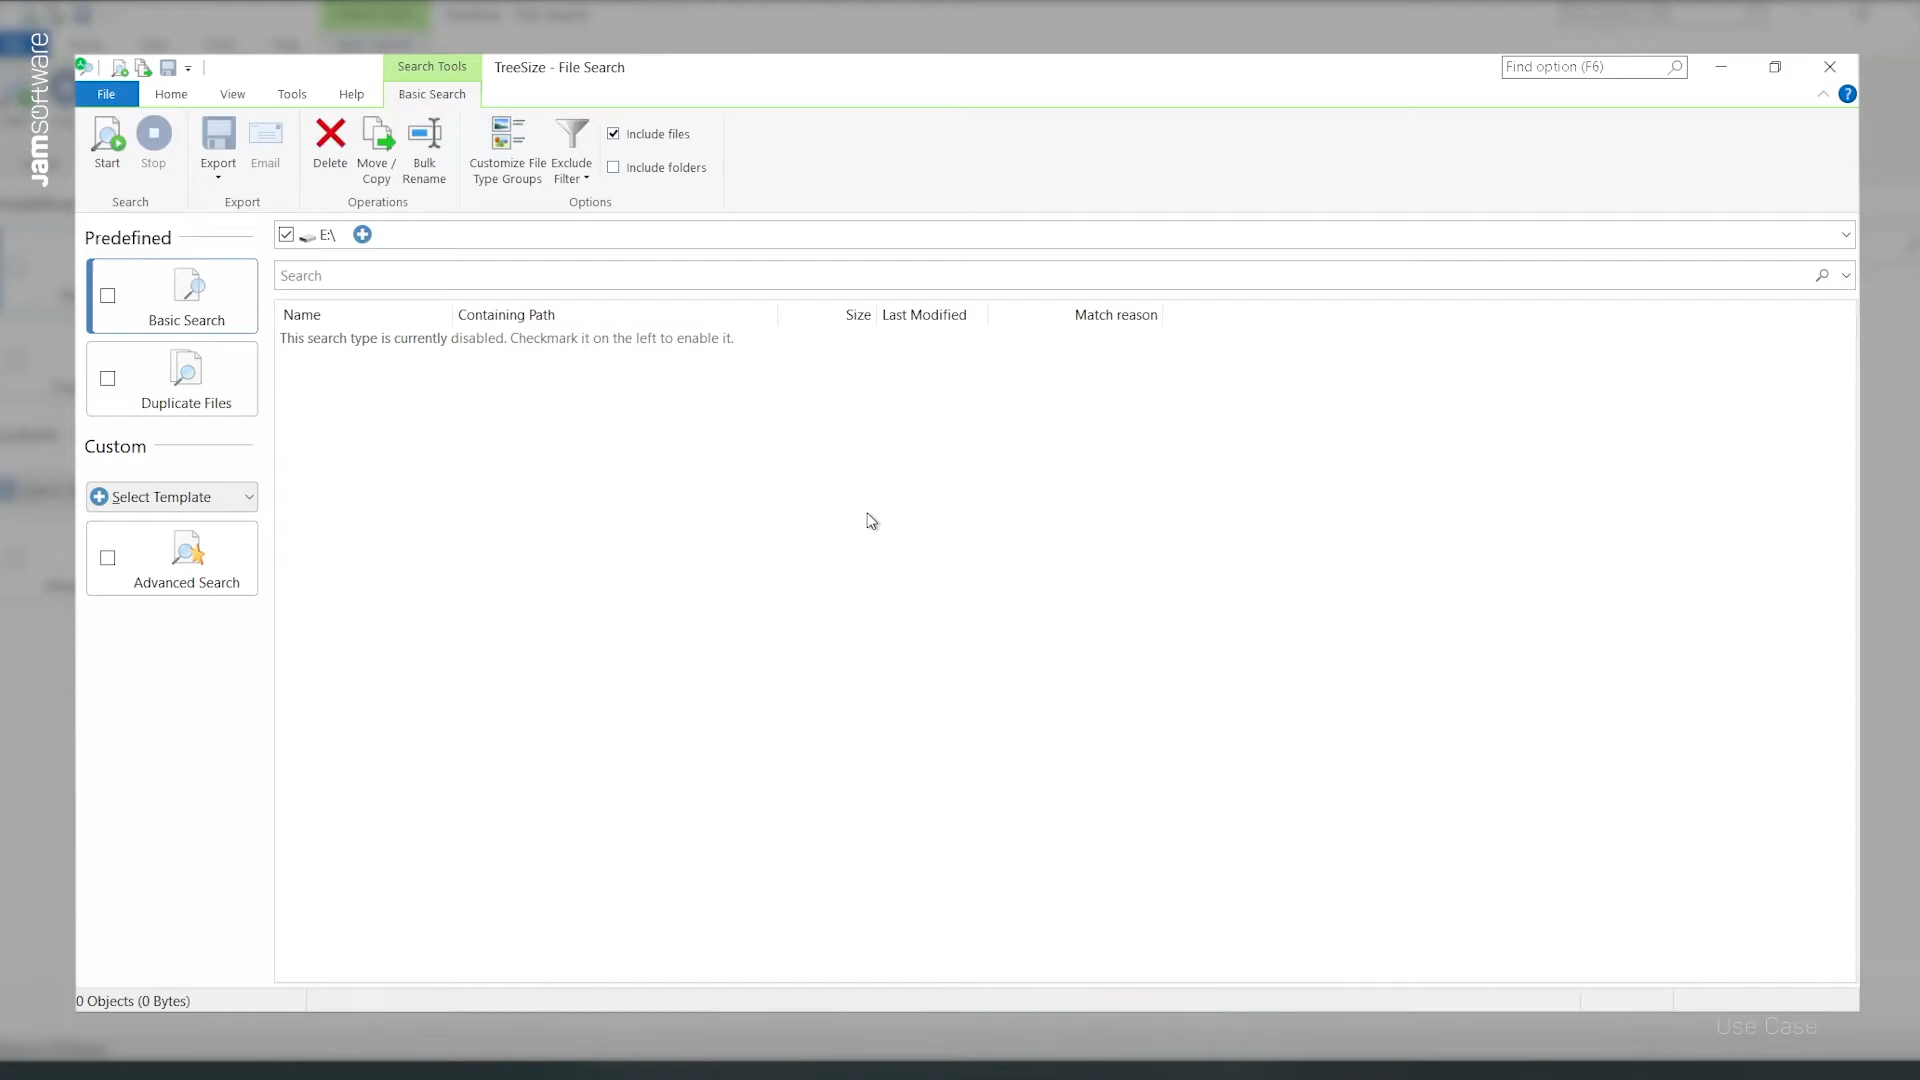 jamsoftware
Search Tools
TreeSize - File Search
Find option (F6)
File
Home
View
Tools
Help
Basic Search
?
Start
Stop
Search
Export
Email
Export
Delete
Move /
Copy
Bulk
Rename
Operations
Customize File
Type Groups
Exclude
Filter
Include files
Include folders
Options
Predefined
Basic Search
Duplicate Files
Custom
Select Template
Advanced Search
E:\
Search
Name
Containing Path
Size
Last Modified
Match reason
This search type is currently disabled. Checkmark it on the left to enable it.
0 Objects (0 Bytes)
Use Case